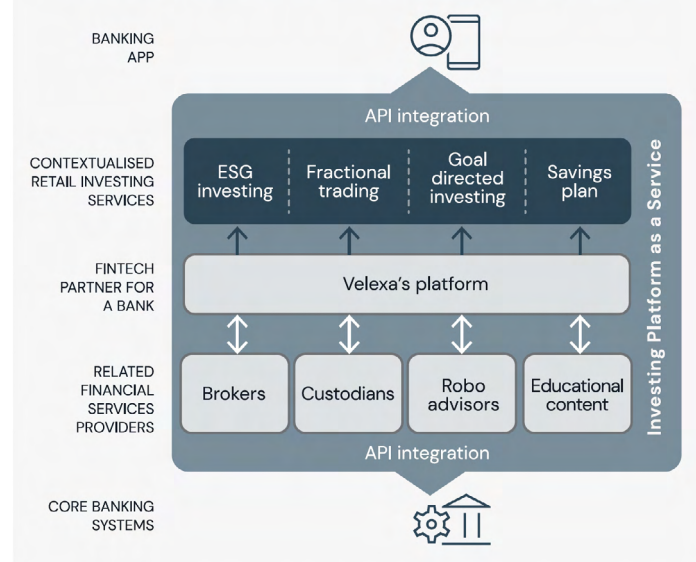 BANKING
APP
API integration
CONTEXTUALISED
RETAIL INVESTING
SERVICES
ESG
investing
Fractional
trading
Goal
directed
investing
Savings
plan
FINTECH
PARTNER FOR
A BANK
Velexa's platform
RELATED
FINANCIAL
SERVICES
PROVIDERS
Brokers
Custodians
Robo
advisors
Educational
content
Investing Platform as a Service
API integration
CORE BANKING
SYSTEMS